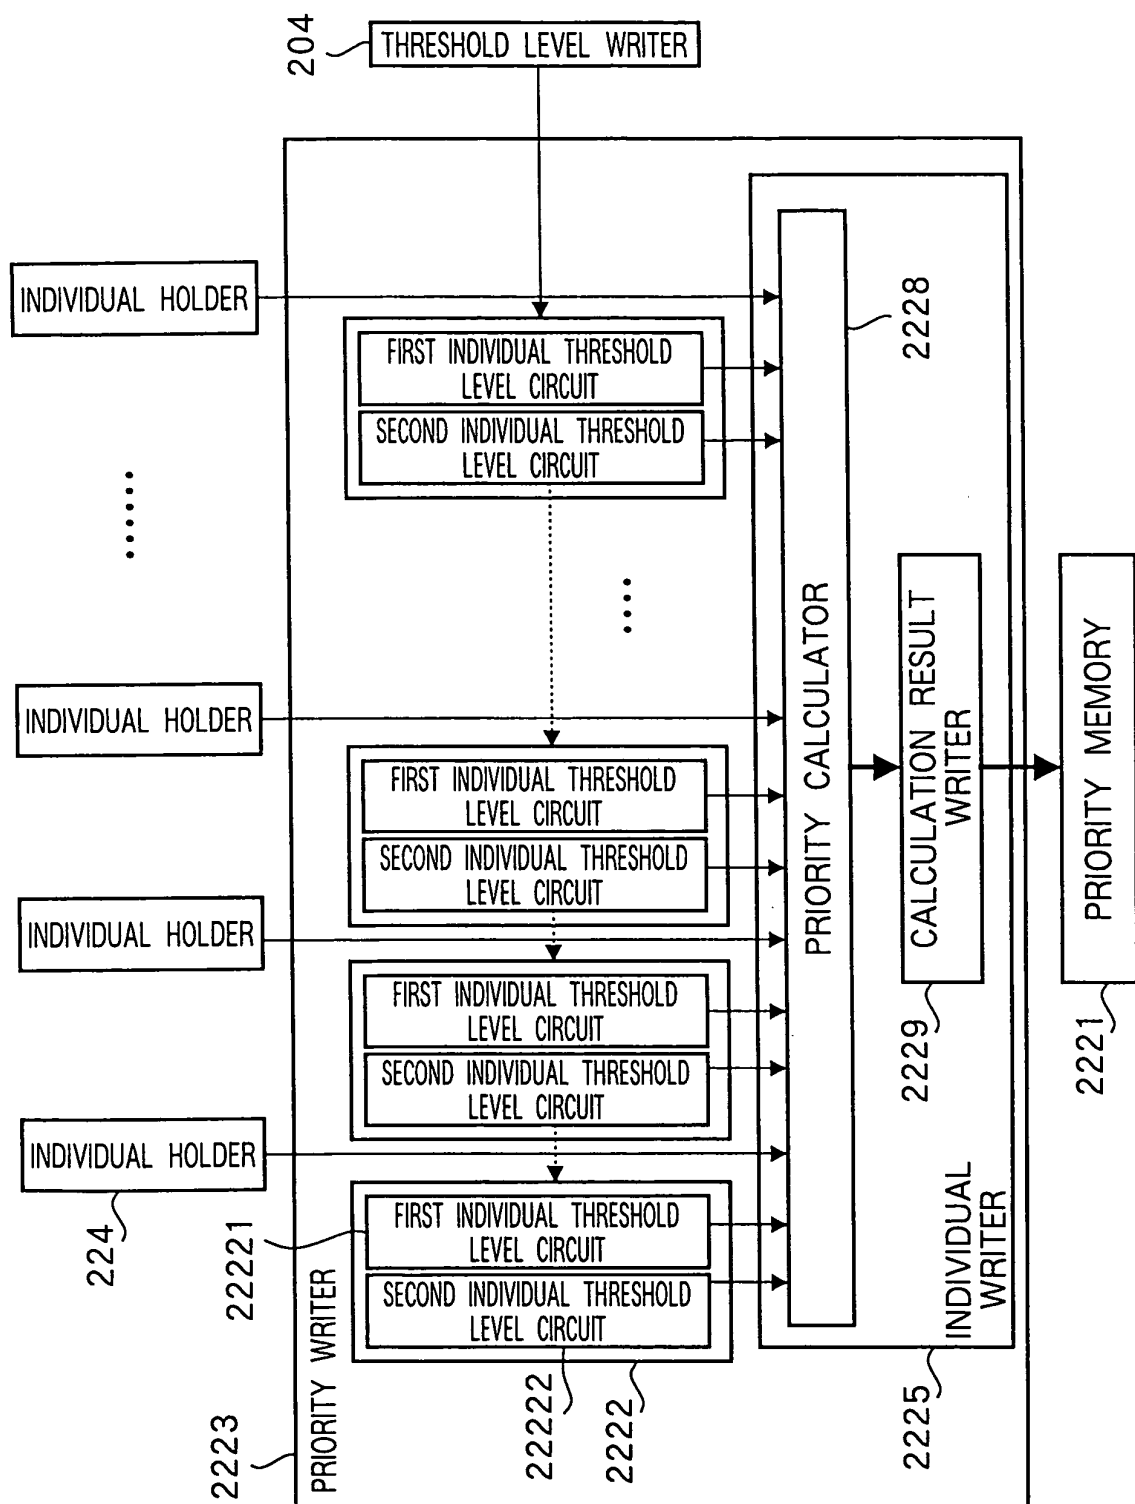 204
THRESHOLD LEVEL WRITER
INDIVIDUAL HOLDER
......
INDIVIDUAL HOLDER
INDIVIDUAL HOLDER
INDIVIDUAL HOLDER
224
FIRST INDIVIDUAL THRESHOLD
LEVEL CIRCUIT
SECOND INDIVIDUAL THRESHOLD
LEVEL CIRCUIT
....
FIRST INDIVIDUAL THRESHOLD
LEVEL CIRCUIT
SECOND INDIVIDUAL THRESHOLD
LEVEL CIRCUIT
FIRST INDIVIDUAL THRESHOLD
LEVEL CIRCUIT
SECOND INDIVIDUAL THRESHOLD
LEVEL CIRCUIT
22221
FIRST INDIVIDUAL THRESHOLD
LEVEL CIRCUIT
SECOND INDIVIDUAL THRESHOLD
LEVEL CIRCUIT
22222
2222
2223
PRIORITY WRITER
PRIORITY CALCULATOR
2228
CALCULATION RESULT
WRITER
2229
INDIVIDUAL
WRITER
2225
PRIORITY MEMORY
2221